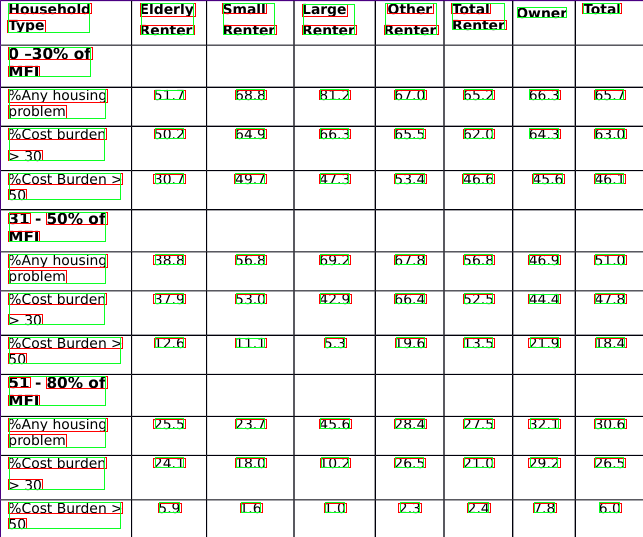 Household Type Elderly Renter Small Renter Large Renter Other Renter Total Renter Owner Total
0 –30% of MFI
%Any housing problem 51.7 68.8 81.2 67.0 65.2 66.3 65.7
%Cost burden > 30 50.2 64.9 66.3 65.5 62.0 64.3 63.0
%Cost Burden > 50 30.7 49.7 47.3 53.4 46.6 45.6 46.1
31 - 50% of MFI
%Any housing problem 38.8 56.8 69.2 67.8 56.8 46.9 51.0
%Cost burden > 30 37.9 53.0 42.9 66.4 52.5 44.4 47.8
%Cost Burden > 50 12.6 11.1 5.3 19.6 13.5 21.9 18.4
51 - 80% of MFI
%Any housing problem 25.5 23.7 45.6 28.4 27.5 32.1 30.6
%Cost burden > 30 24.1 18.0 10.2 26.5 21.0 29.2 26.5
%Cost Burden > 50 5.9 1.6 1.0 2.3 2.4 7.8 6.0